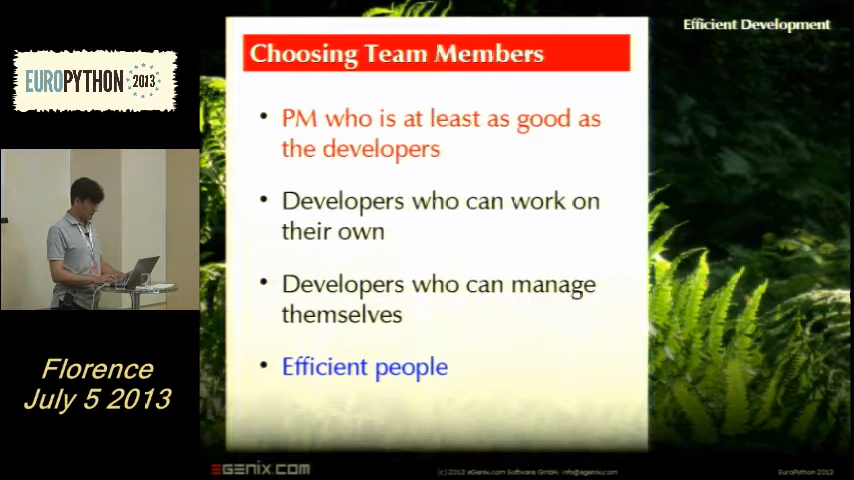 EUROPYTHON 2013
Florence
July 5 2013
Efficient Development
Choosing Team Members
• PM who is at least as good as
the developers
• Developers who can work on
their own
• Developers who can manage
themselves
• Efficient people
EGENIX.COM
(c) 2013 eGenix.com Software GmbH, info@egenix.com
EuroPython 2013